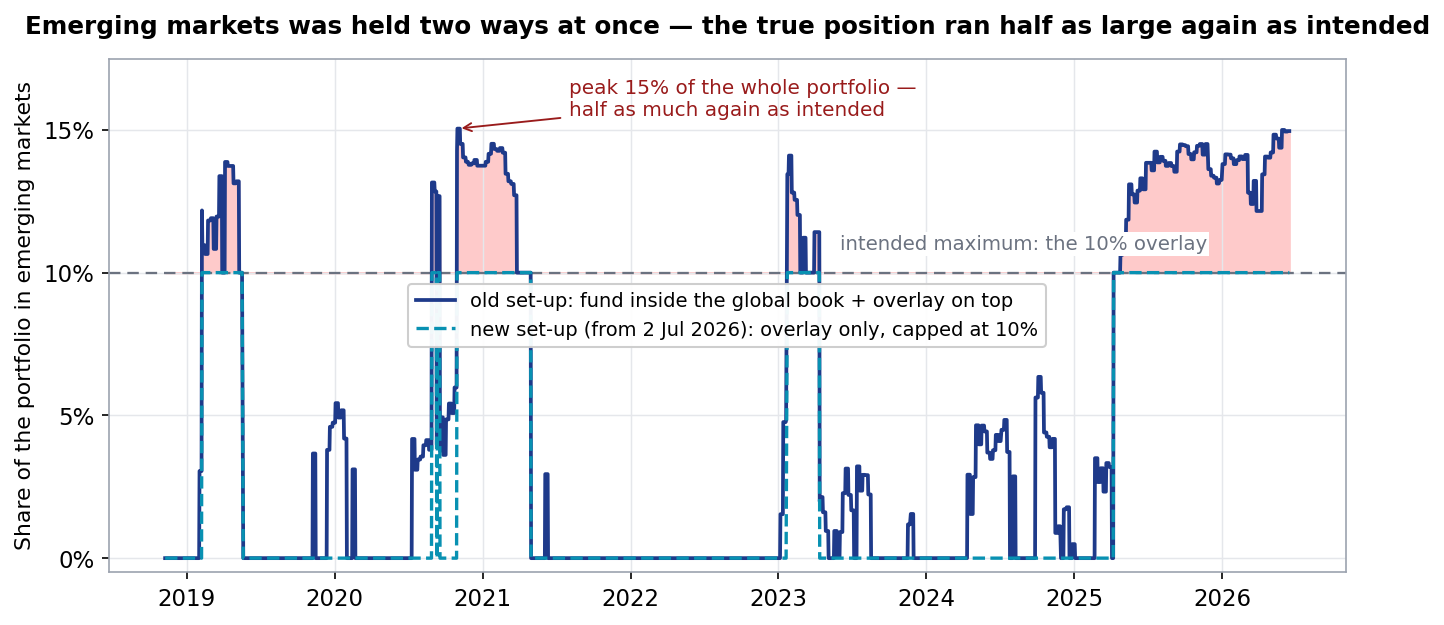 Emerging markets was held two ways at once — the true position ran half as large again as intended
Share of the portfolio in emerging markets
15%
10%
5%
0%
peak 15% of the whole portfolio —
half as much again as intended
intended maximum: the 10% overlay
old set-up: fund inside the global book + overlay on top
new set-up (from 2 Jul 2026): overlay only, capped at 10%
2019 2020 2021 2022 2023 2024 2025 2026